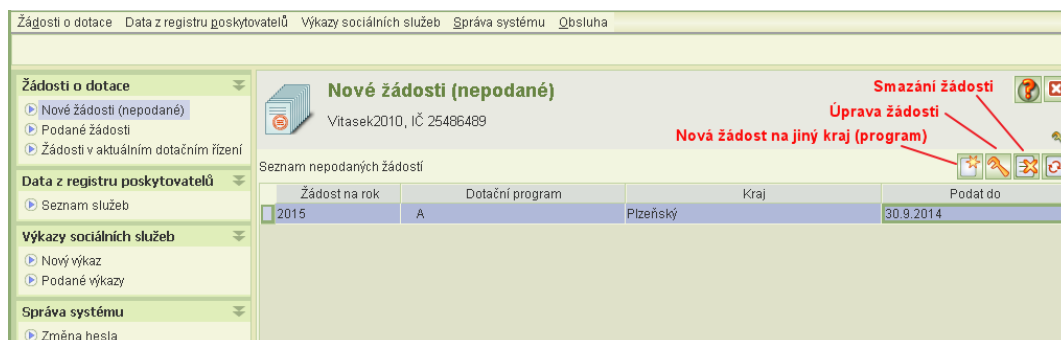 Žádosti o dotace Data z registru poskytovatelů Výkazy sociálních služeb Správa systému Obsluha
Žádosti o dotace
Nové žádosti (nepodané)
Podané žádosti
Žádosti v aktuálním dotačním řízení
Data z registru poskytovatelů
Seznam služeb
Výkazy sociálních služeb
Nový výkaz
Podané výkazy
Správa systému
Změna hesla
Nové žádosti (nepodané)
Vitasek2010, IČ 25486489
Smazání žádosti
Úprava žádosti
Nová žádost na jiný kraj (program)
Seznam nepodaných žádostí
Žádost na rok Dotační program Kraj Podat do
2015 A Plzeňský 30.9.2014